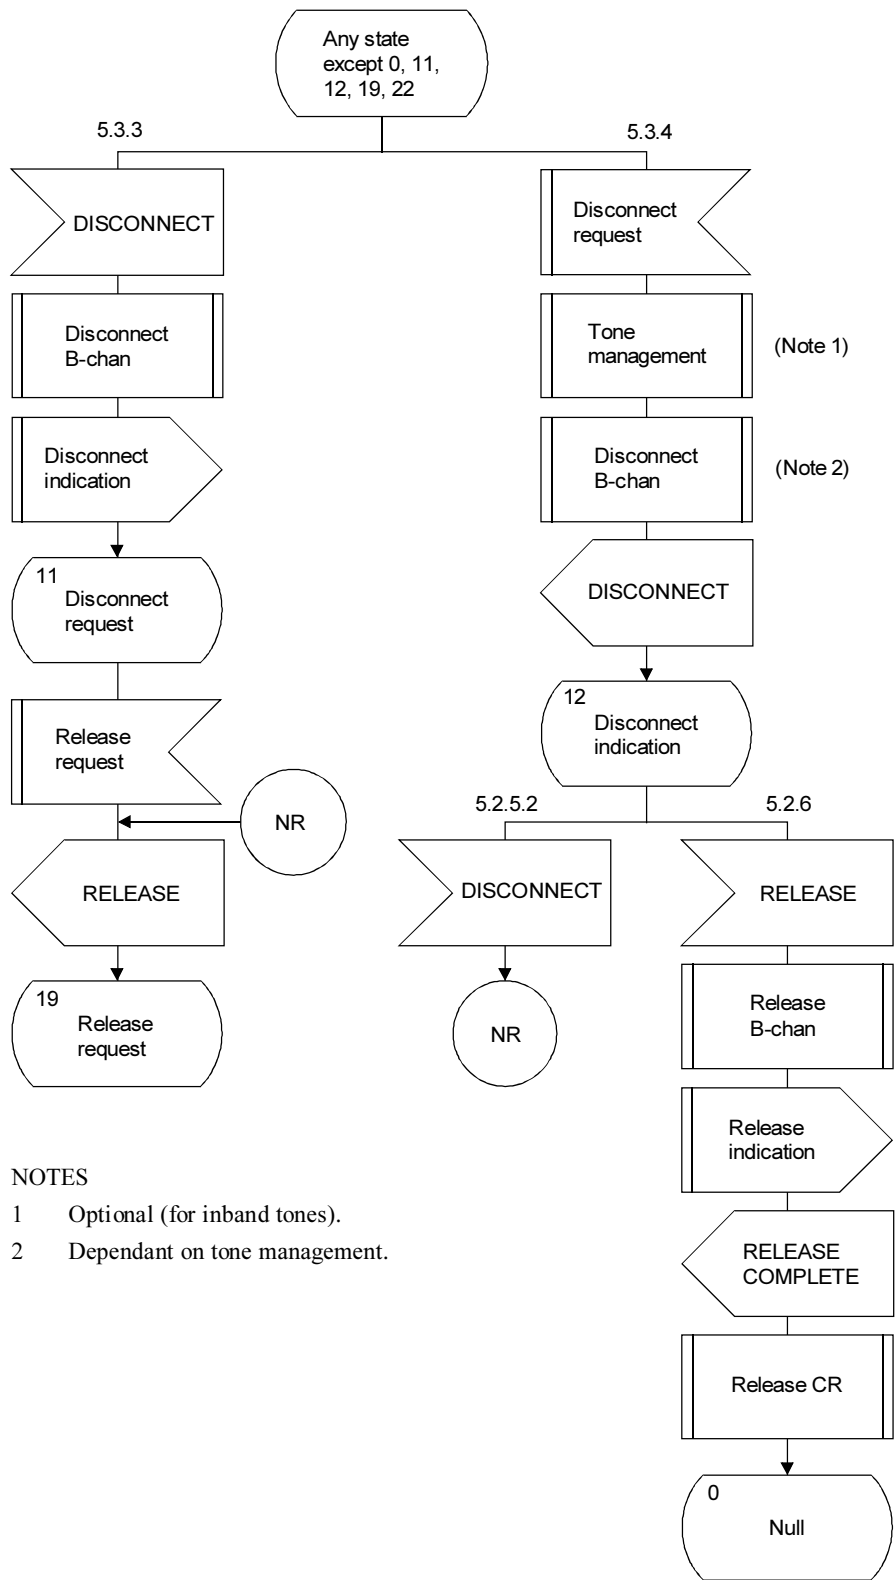 Any state
except 0, 11,
12, 19, 22
5.3.3
5.3.4
DISCONNECT
Disconnect
request
Disconnect
B-chan
Tone
management
(Note 1)
Disconnect
indication
Disconnect
B-chan
(Note 2)
11
Disconnect
request
DISCONNECT
12
Disconnect
indication
Release
request
NR
5.2.5.2
5.2.6
RELEASE
DISCONNECT
RELEASE
19
Release
request
NR
Release
B-chan
Release
indication
NOTES
1 Optional (for inband tones).
2 Dependant on tone management.
RELEASE
COMPLETE
Release CR
0
Null